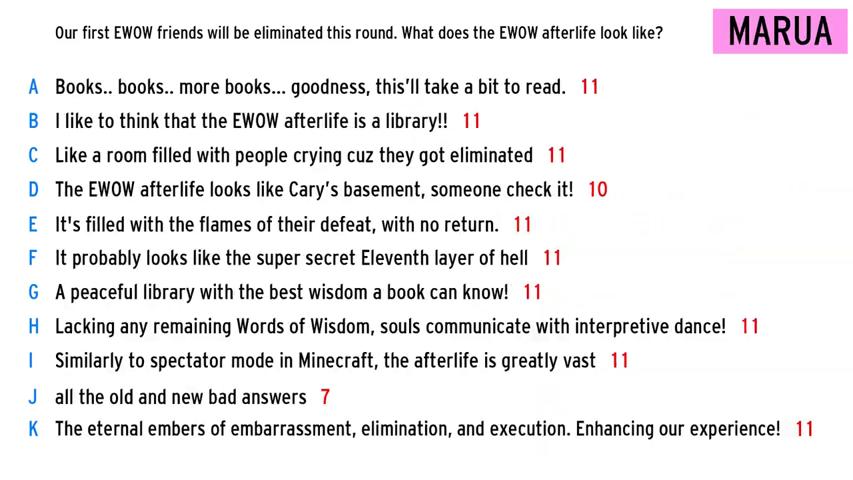 Our first EWOW friends will be eliminated this round. What does the EWOW afterlife look like?
MARUA
A Books.. books.. more books... goodness, this'll take a bit to read. 11
B I like to think that the EWOW afterlife is a library!! 11
C Like a room filled with people crying cuz they got eliminated 11
D The EWOW afterlife looks like Cary's basement, someone check it! 10
E It's filled with the flames of their defeat, with no return. 11
F It probably looks like the super secret Eleventh layer of hell 11
G A peaceful library with the best wisdom a book can know! 11
H Lacking any remaining Words of Wisdom, souls communicate with interpretive dance! 11
I Similarly to spectator mode in Minecraft, the afterlife is greatly vast 11
J all the old and new bad answers 7
K The eternal embers of embarrassment, elimination, and execution. Enhancing our experience! 11